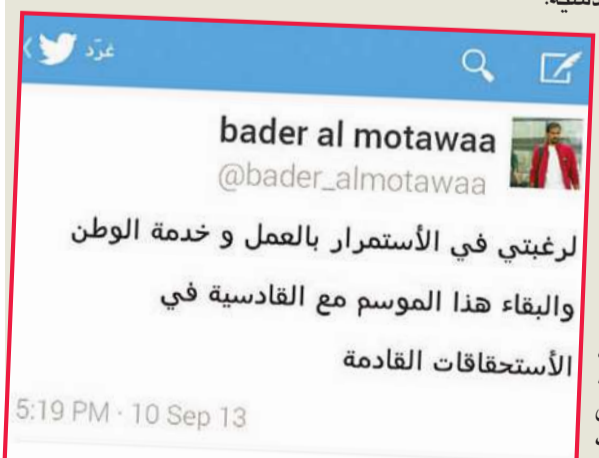 غرّد
bader al motawaa
@bader_almotawaa
لرغبتي في الأستمرار بالعمل و خدمة الوطن
والبقاء هذا الموسم مع القادسية في
الأستحقاقات القادمة
5:19 PM · 10 Sep 13